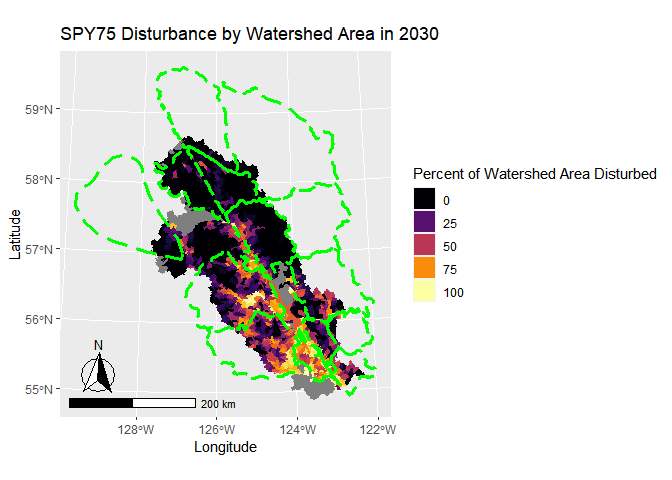 SPY75 Disturbance by Watershed Area in 2030
59°N
58°N
57°N
56°N
55°N
Latitude
N
200 km
128°W
126°W
124°W
122°W
Longitude
Percent of Watershed Area Disturbed
0
25
50
75
100